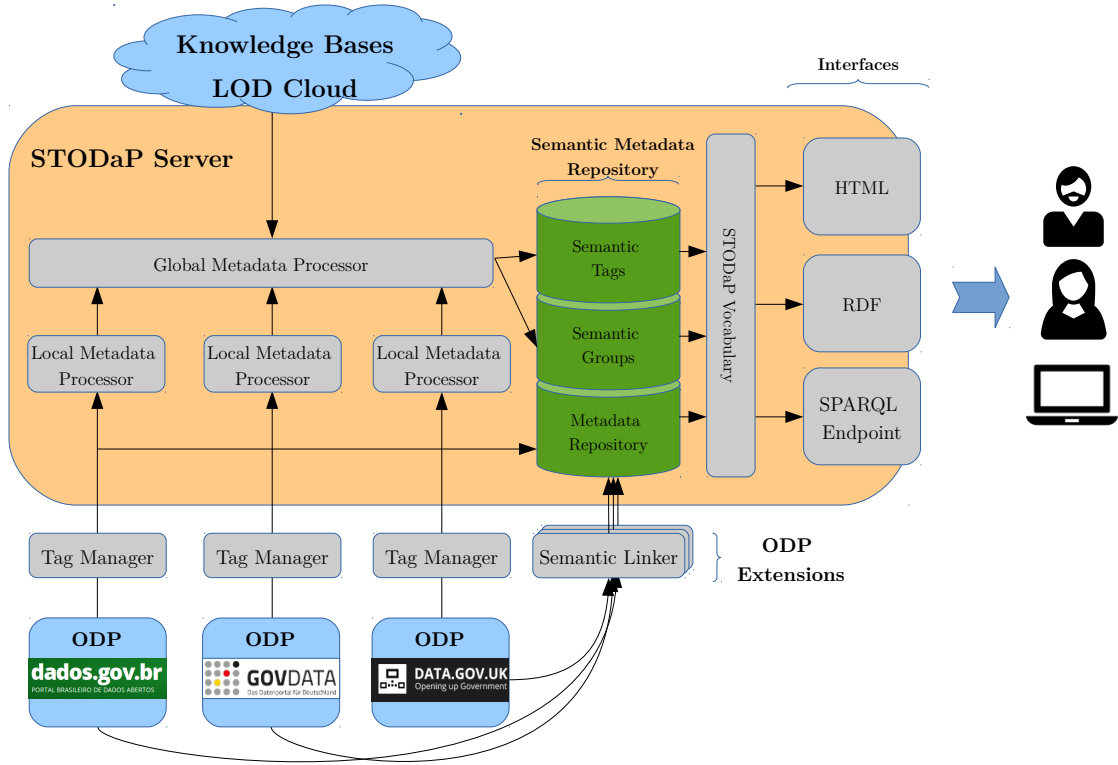 Knowledge Bases
LOD Cloud
Interfaces
STODaP Server
Semantic Metadata
Repository
HTML
Semantic
Tags
STODaP Vocabulary
Global Metadata Processor
RDF
Semantic
Groups
Local Metadata
Processor
Local Metadata
Processor
Local Metadata
Processor
SPARQL
Endpoint
Metadata
Repository
Tag Manager
Tag Manager
Tag Manager
Semantic Linker
ODP
Extensions
ODP
dados.gov.br
PORTAL BRASILEIRO DE DADOS ABERTOS
ODP
GOVDATA
Das Datenportal für Deutschland
ODP
DATA.GOV.UK
Opening up Government